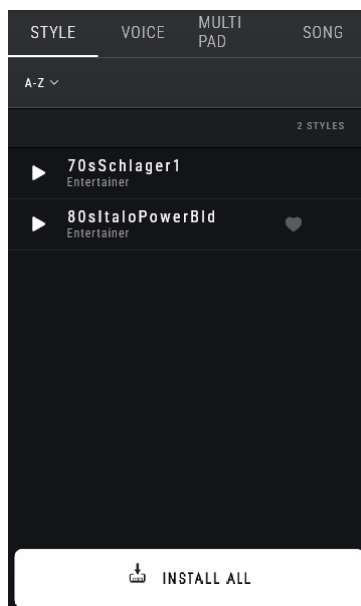 STYLE VOICE MULTI PAD SONG
A-Z
2 STYLES
70sSchlager1
Entertainer
80sItaloPowerBld
Entertainer
INSTALL ALL